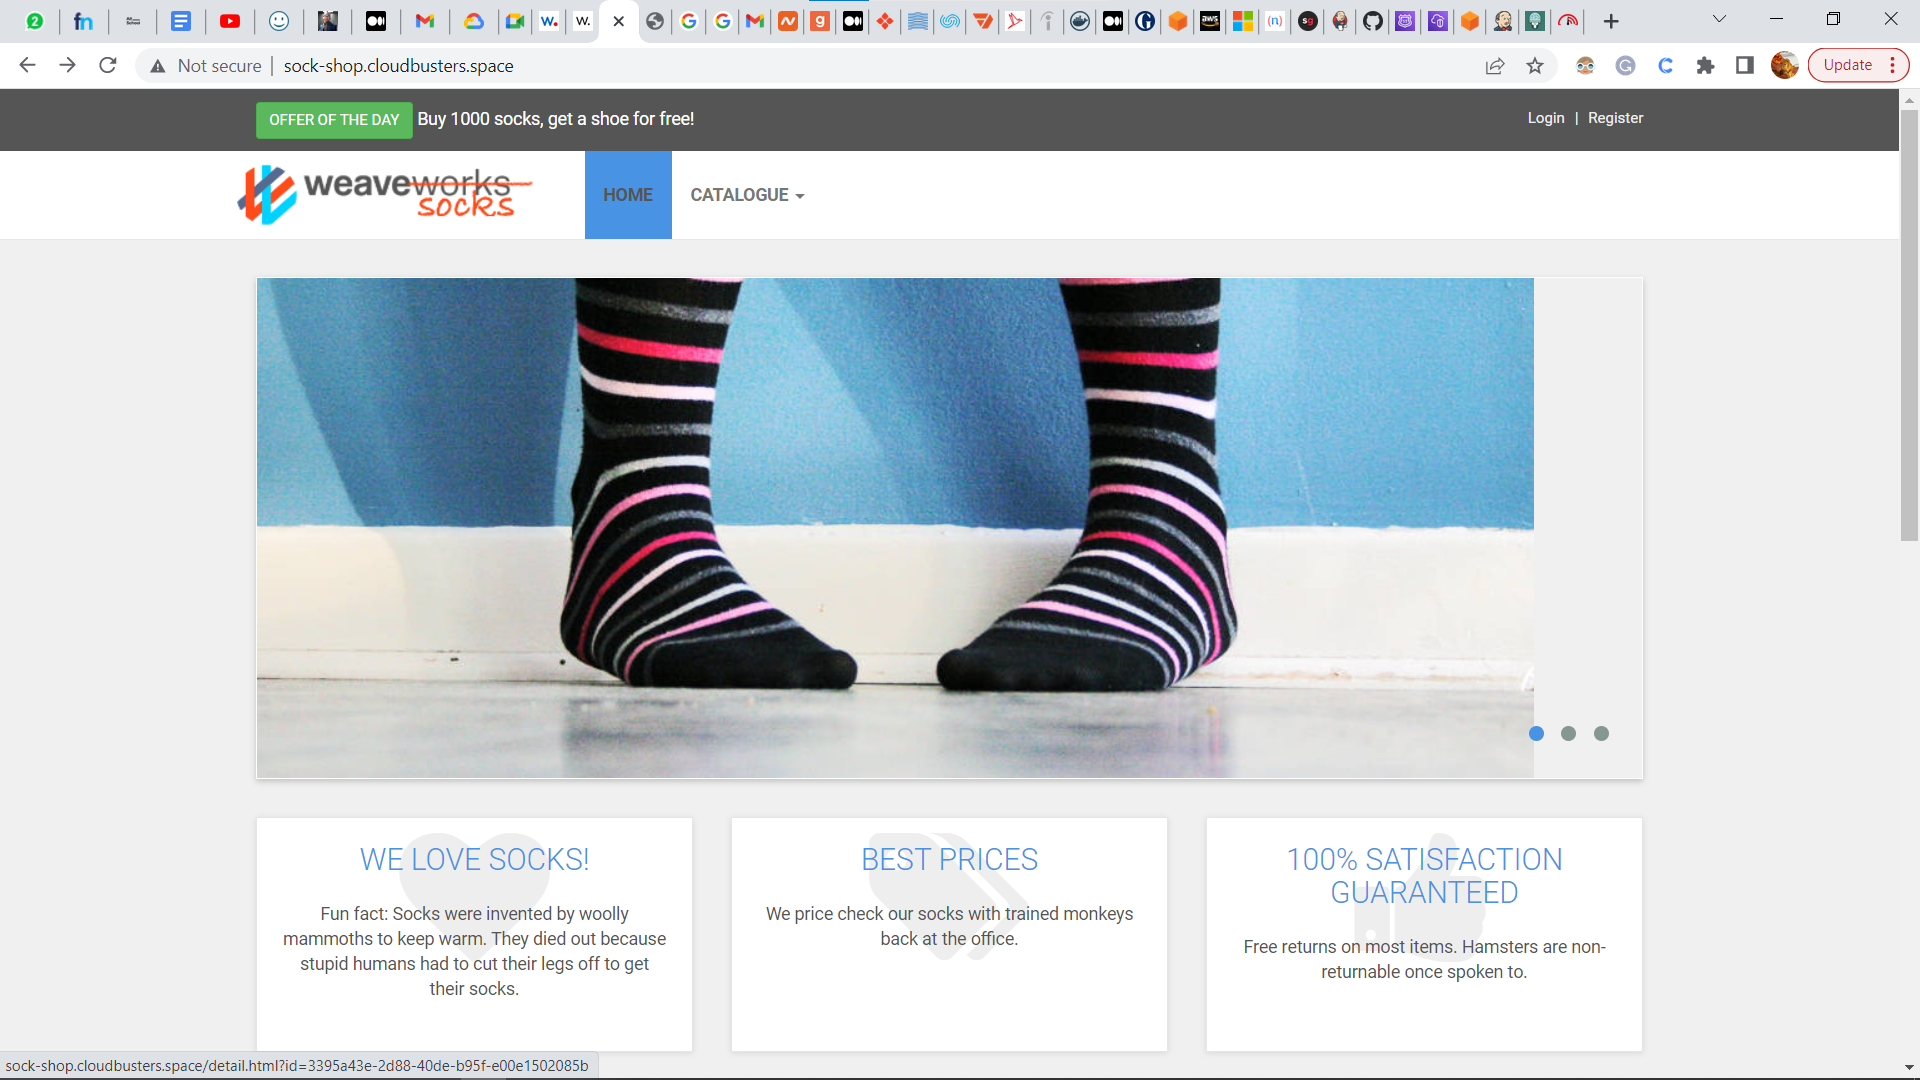 Not secure
sock-shop.cloudbusters.space
Update
OFFER OF THE DAY Buy 1000 socks, get a shoe for free!
Login | Register
weaveworks
socks
HOME
CATALOGUE
WE LOVE SOCKS!
Fun fact: Socks were invented by woolly
mammoths to keep warm. They died out because
stupid humans had to cut their legs off to get
their socks.
BEST PRICES
We price check our socks with trained monkeys
back at the office.
100% SATISFACTION
GUARANTEED
Free returns on most items. Hamsters are non-
returnable once spoken to.
sock-shop.cloudbusters.space/detail.html?id=3395a43e-2d88-40de-b95f-e00e1502085b